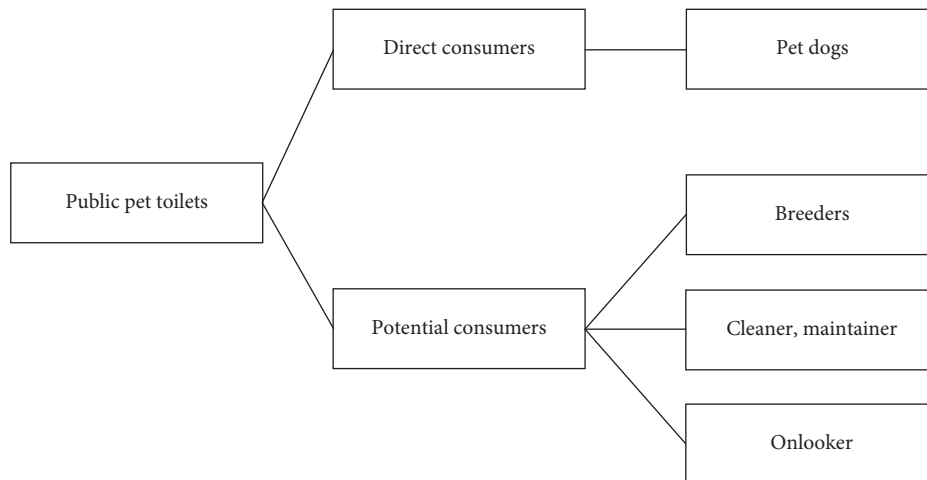 Direct consumers
Pet dogs
Public pet toilets
Breeders
Potential consumers
Cleaner, maintainer
Onlooker